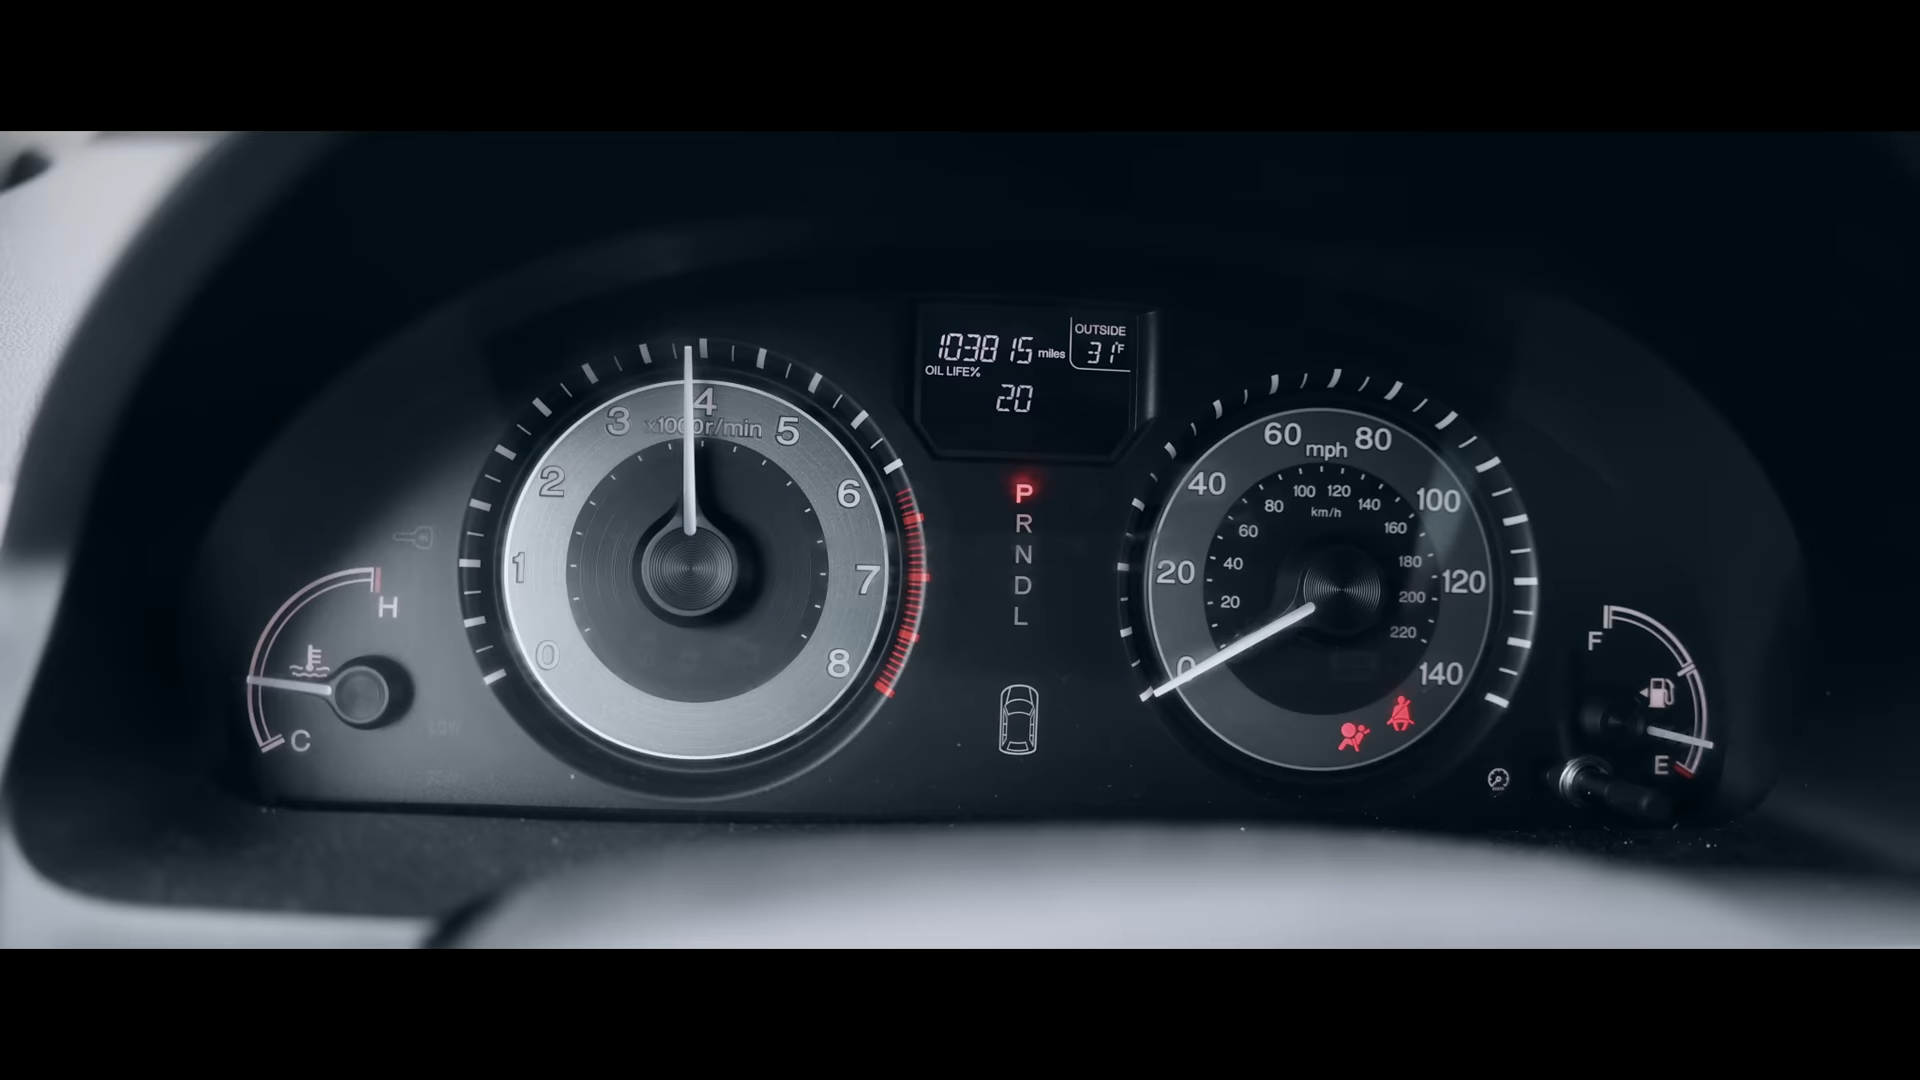 103815 miles
OUTSIDE
31°F
OIL LIFE%
20
0 1 2 3 4 5 6 7 8
x1000r/min
P
R
N
D
L
0 20 40 60 80 100 120 140
mph
20 40 60 80 100 120 140 160 180 200 220
km/h
H
C
F
E
LOW